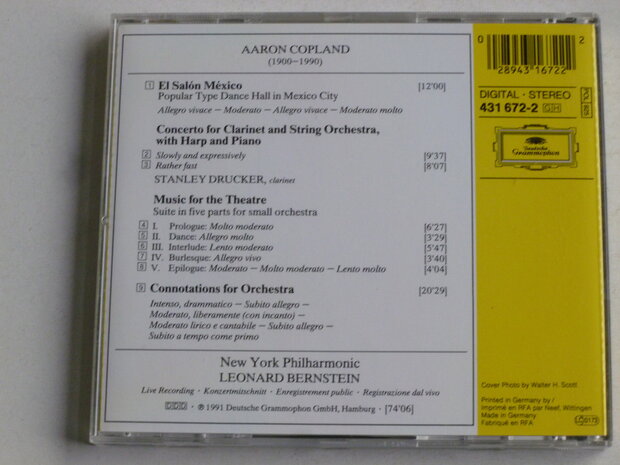 AARON COPLAND
(1900–1990)
1 El Salón México [12'00]
Popular Type Dance Hall in Mexico City
Allegro vivace – Moderato – Allegro vivace – Moderato molto
Concerto for Clarinet and String Orchestra,
with Harp and Piano
2 Slowly and expressively [9'37]
3 Rather fast [8'07]
STANLEY DRUCKER, clarinet
Music for the Theatre
Suite in five parts for small orchestra
4 I. Prologue: Molto moderato [6'27]
5 II. Dance: Allegro molto [3'29]
6 III. Interlude: Lento moderato [5'47]
7 IV. Burlesque: Allegro vivo [3'40]
8 V. Epilogue: Moderato – Molto moderato – Lento molto [4'04]
9 Connotations for Orchestra [20'29]
Intenso, drammatico – Subito allegro –
Moderato, liberamente (con incanto) –
Moderato lirico e cantabile – Subito allegro –
Subito a tempo come primo
New York Philharmonic
LEONARD BERNSTEIN
Live Recording · Konzertmitschnitt · Enregistrement public · Registrazione dal vivo
DDD · ℗ 1991 Deutsche Grammophon GmbH, Hamburg · [74'06]
0 28943 16722 2
DIGITAL · STEREO
431 672-2 GH
Deutsche
Grammophon
Cover Photo by Walter H. Scott
Printed in Germany by /
Imprimé en RFA par Neef, Wittingen
Made in Germany
Fabriqué en RFA